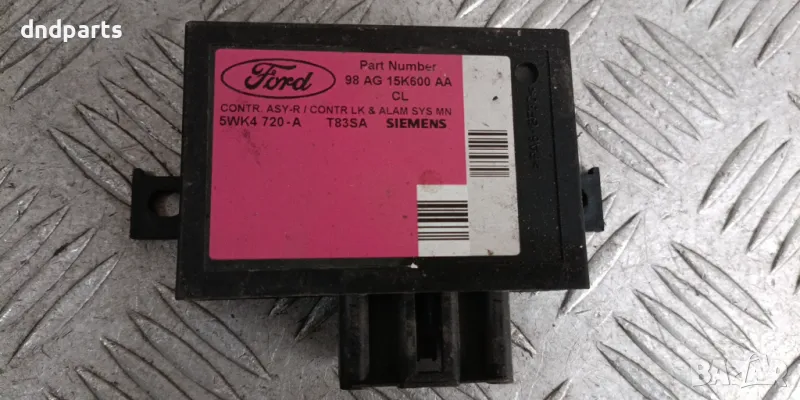 dndparts
Ford
Part Number
98 AG 15K600 AA
CL
CONTR. ASY-R / CONTR LK & ALAM SYS MN
5WK4 720-A T83SA SIEMENS
BAZAR